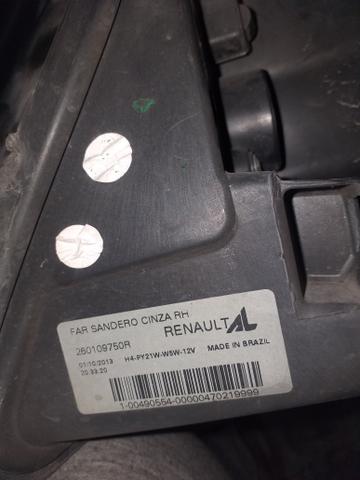 FAR SANDERO CINZA RH
260109750R RENAULT AL
01/10/2013 H4-PY21W-W5W-12V MADE IN BRAZIL
20:33:20
1-00490554-00000470219999